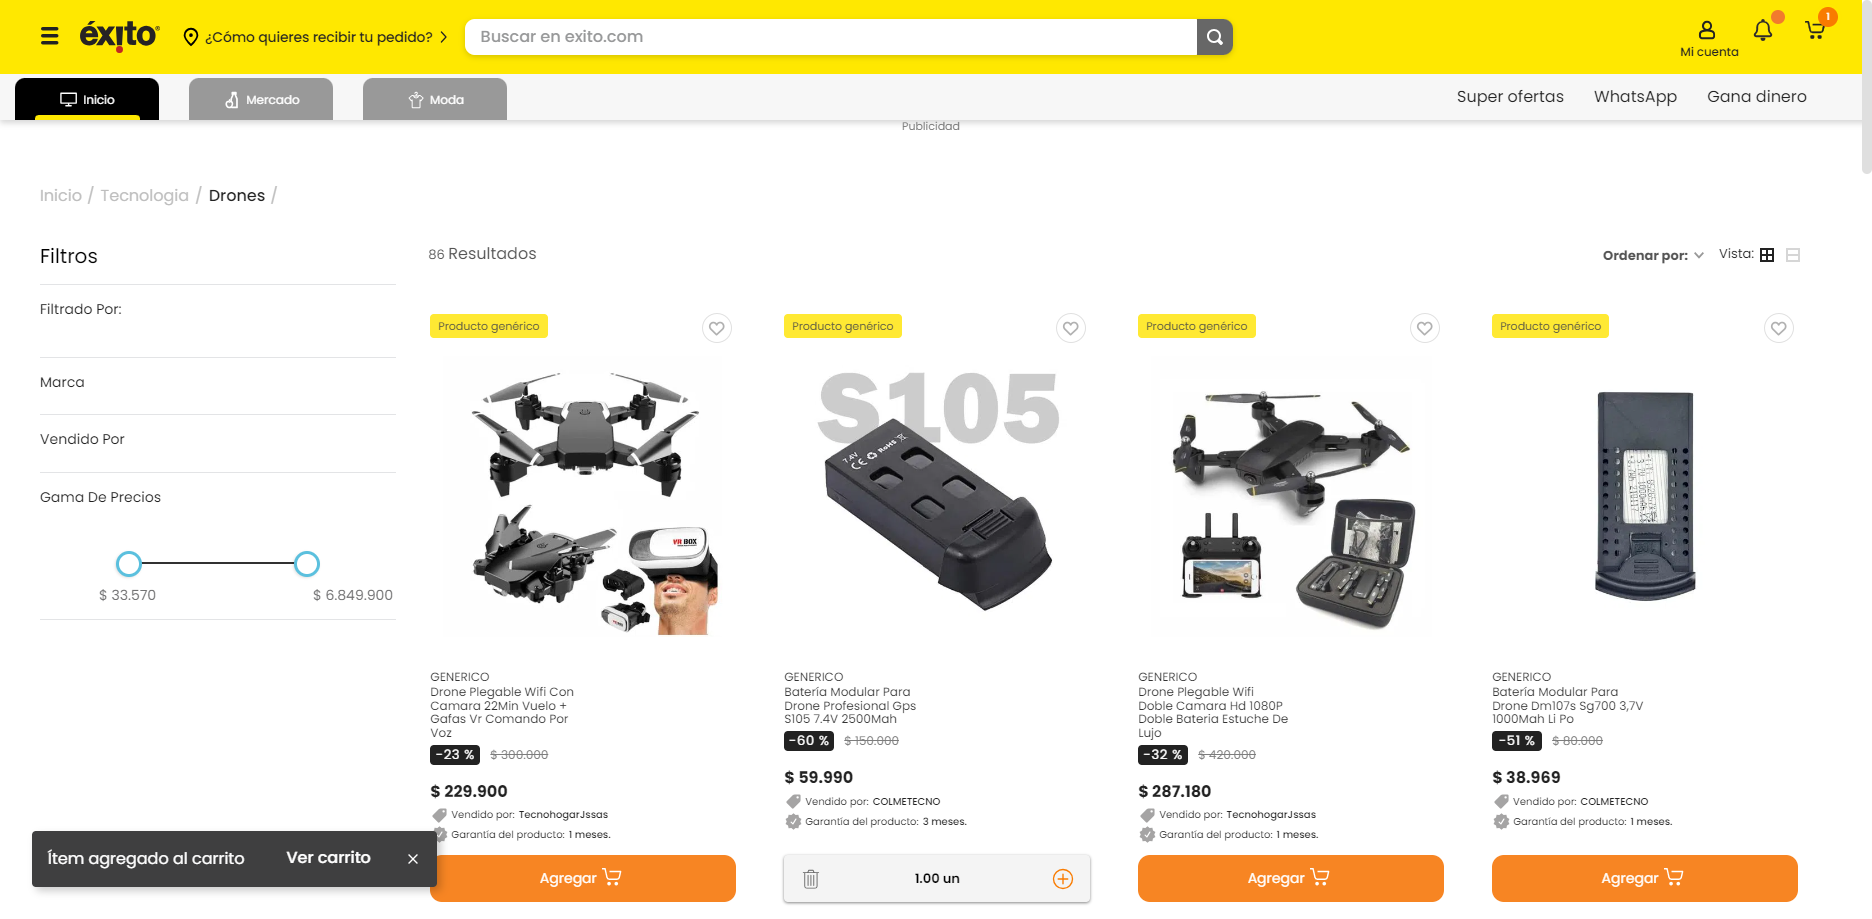 éxito
¿Cómo quieres recibir tu pedido?
Buscar en exito.com
Mi cuenta
1
Inicio
Mercado
Moda
Super ofertas
WhatsApp
Gana dinero
Publicidad
Inicio / Tecnologia / Drones /
Filtros
Filtrado Por:
Marca
Vendido Por
Gama De Precios
$ 33.570
$ 6.849.900
86 Resultados
Ordenar por:
Vista:
Producto genérico
VR BOX
GENERICO
Drone Plegable Wifi Con
Camara 22Min Vuelo +
Gafas Vr Comando Por
Voz
-23 % $ 300.000
$ 229.900
Vendido por: TecnohogarJssas
Garantía del producto: 1 meses.
Agregar
Producto genérico
S105
7.4V
CE RoHS
GENERICO
Batería Modular Para
Drone Profesional Gps
S105 7.4V 2500Mah
-60 % $ 150.000
$ 59.990
Vendido por: COLMETECNO
Garantía del producto: 3 meses.
1.00 un
Producto genérico
GENERICO
Drone Plegable Wifi
Doble Camara Hd 1080P
Doble Bateria Estuche De
Lujo
-32 % $ 420.000
$ 287.180
Vendido por: TecnohogarJssas
Garantía del producto: 1 meses.
Agregar
Producto genérico
GENERICO
Batería Modular Para
Drone Dm107s Sg700 3,7V
1000Mah Li Po
-51 % $ 80.000
$ 38.969
Vendido por: COLMETECNO
Garantía del producto: 1 meses.
Agregar
Ítem agregado al carrito
Ver carrito